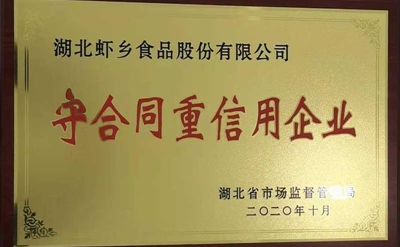 湖北虾乡食品股份有限公司
守合同重信用企业
湖北省市场监督管理局
二〇二〇年十月